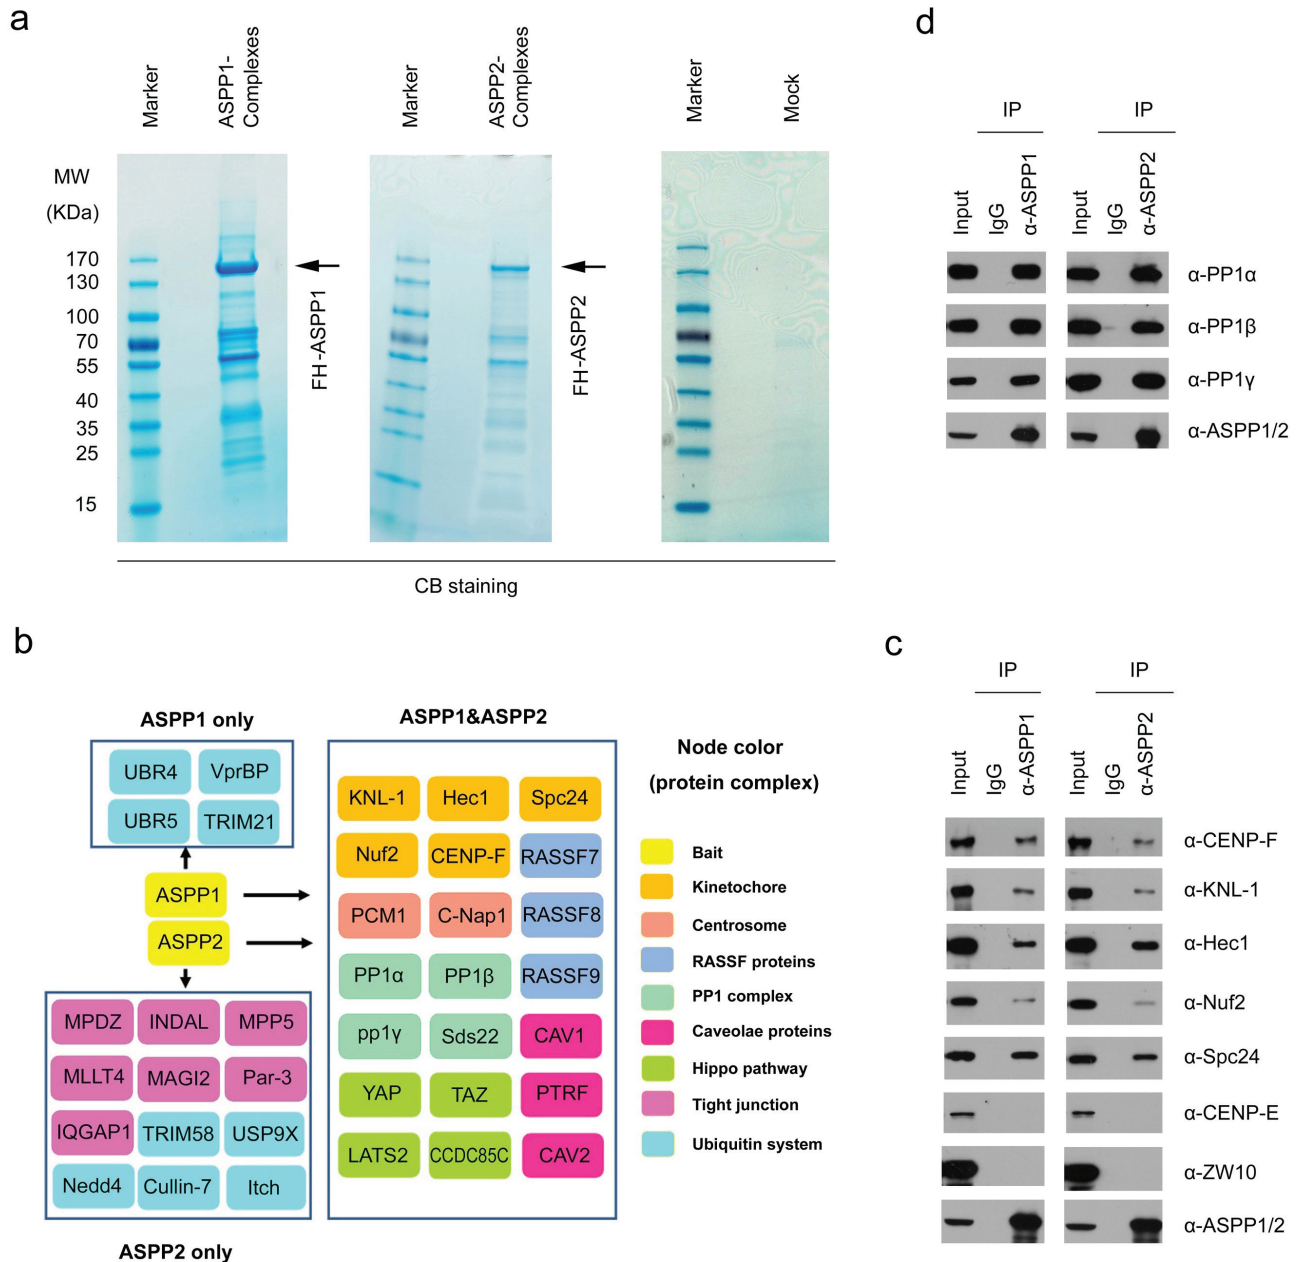 a
Marker
ASPP1-
Complexes
Marker
ASPP2-
Complexes
Marker
Mock
MW
(KDa)
170
130
100
70
55
40
35
25
15
FH-ASPP1
FH-ASPP2
CB staining
d
IP
IP
Input
IgG
α-ASPP1
Input
IgG
α-ASPP2
α-PP1α
α-PP1β
α-PP1γ
α-ASPP1/2
b
ASPP1 only
UBR4 VprBP
UBR5 TRIM21
ASPP1
ASPP2
MPDZ INDAL MPP5
MLLT4 MAGI2 Par-3
IQGAP1 TRIM58 USP9X
Nedd4 Cullin-7 Itch
ASPP2 only
ASPP1&ASPP2
KNL-1 Hec1 Spc24
Nuf2 CENP-F RASSF7
PCM1 C-Nap1 RASSF8
PP1α PP1β RASSF9
pp1γ Sds22 CAV1
YAP TAZ PTRF
LATS2 CCDC85C CAV2
Node color
(protein complex)
Bait
Kinetochore
Centrosome
RASSF proteins
PP1 complex
Caveolae proteins
Hippo pathway
Tight junction
Ubiquitin system
c
IP
IP
Input
IgG
α-ASPP1
Input
IgG
α-ASPP2
α-CENP-F
α-KNL-1
α-Hec1
α-Nuf2
α-Spc24
α-CENP-E
α-ZW10
α-ASPP1/2